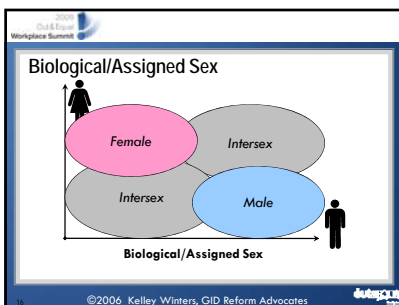 2009
Out & Equal
Workplace Summit
Biological/Assigned Sex
Female
Intersex
Intersex
Male
Biological/Assigned Sex
16
©2006 Kelley Winters, GID Reform Advocates